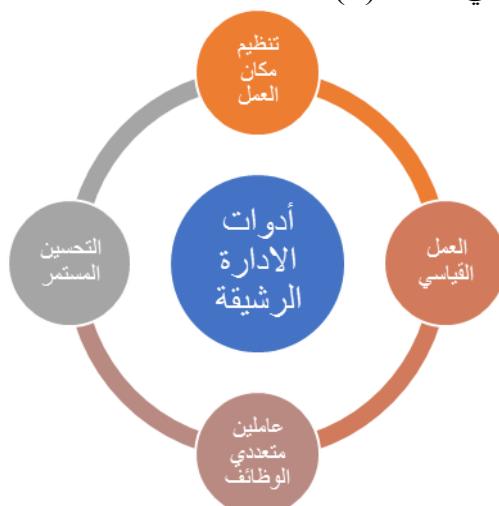 تنظيم
مكان
العمل
العمل
القياسي
أدوات
الادارة
الرشيقة
التحسين
المستمر
عاملين
متعددي
الوظائف